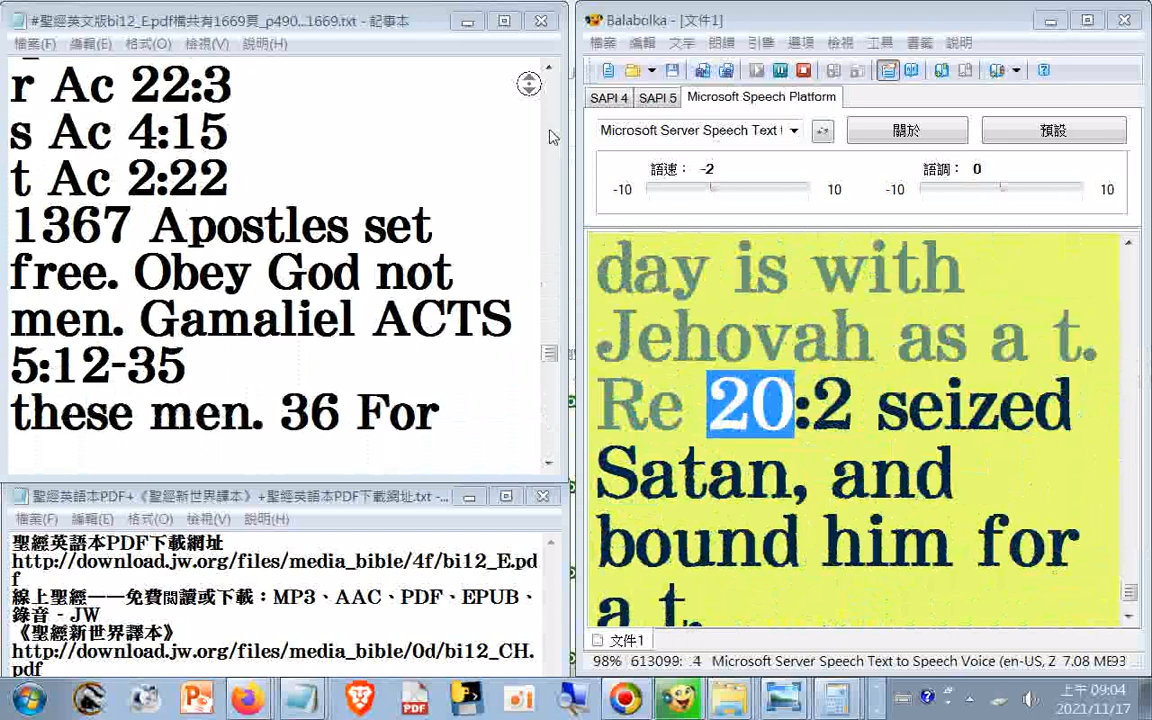 #聖經英文版bi12_E.pdf檔共有1669頁_p490...1669.txt - 記事本
檔案(F) 編輯(E) 格式(O) 檢視(V) 說明(H)
r Ac 22:3
s Ac 4:15
t Ac 2:22
1367 Apostles set
free. Obey God not
men. Gamaliel ACTS
5:12-35
these men. 36 For
聖經英語本PDF+《聖經新世界譯本》+聖經英語本PDF下載網址.txt -...
檔案(F) 編輯(E) 格式(O) 檢視(V) 說明(H)
聖經英語本PDF下載網址
http://download.jw.org/files/media_bible/4f/bi12_E.pd
f
線上聖經——免費閱讀或下載：MP3、AAC、PDF、EPUB、
錄音 - JW
《聖經新世界譯本》
http://download.jw.org/files/media_bible/0d/bi12_CH.
pdf
Balabolka - [文件1]
檔案 編輯 文字 朗讀 引擎 選項 檢視 工具 書籤 說明
SAPI 4 SAPI 5 Microsoft Speech Platform
Microsoft Server Speech Text 關於 預設
語速： -2 語調： 0
-10 10 -10 10
day is with
Jehovah as a t.
Re 20:2 seized
Satan, and
bound him for
a t.
文件1
98% 613099: .4 Microsoft Server Speech Text to Speech Voice (en-US, Z 7.08 ME93
PDF
上午 09:04
2021/11/17